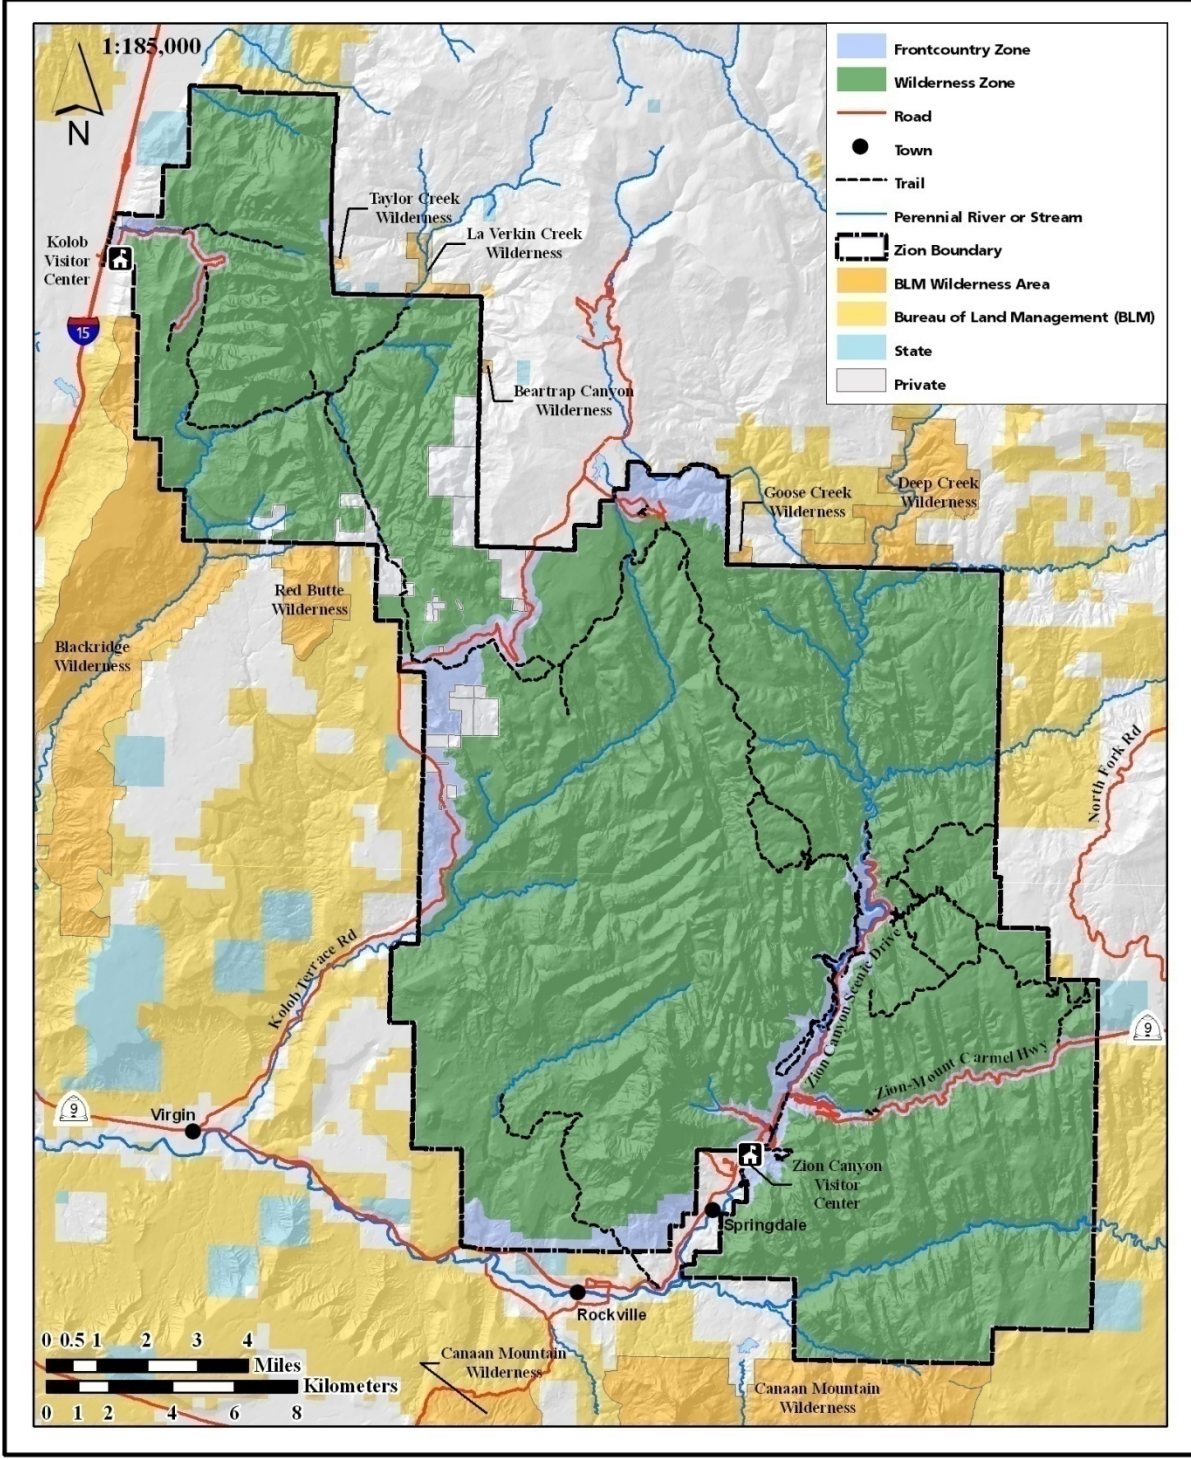 1:185,000
N
Frontcountry Zone
Wilderness Zone
Road
Town
Trail
Perennial River or Stream
Zion Boundary
BLM Wilderness Area
Bureau of Land Management (BLM)
State
Private
Taylor Creek
Wilderness
La Verkin Creek
Wilderness
Kolob
Visitor
Center
15
Beartrap Canyon
Wilderness
Goose Creek
Wilderness
Deep Creek
Wilderness
Red Butte
Wilderness
Blackridge
Wilderness
North Fork Rd
Kolob Terrace Rd
Zion Canyon Scenic Drive
Zion-Mount Carmel Hwy
9
9
Virgin
Zion Canyon
Visitor
Center
Springdale
Rockville
Canaan Mountain
Wilderness
Canaan Mountain
Wilderness
0 0.5 1 2 3 4
Miles
Kilometers
0 1 2 4 6 8